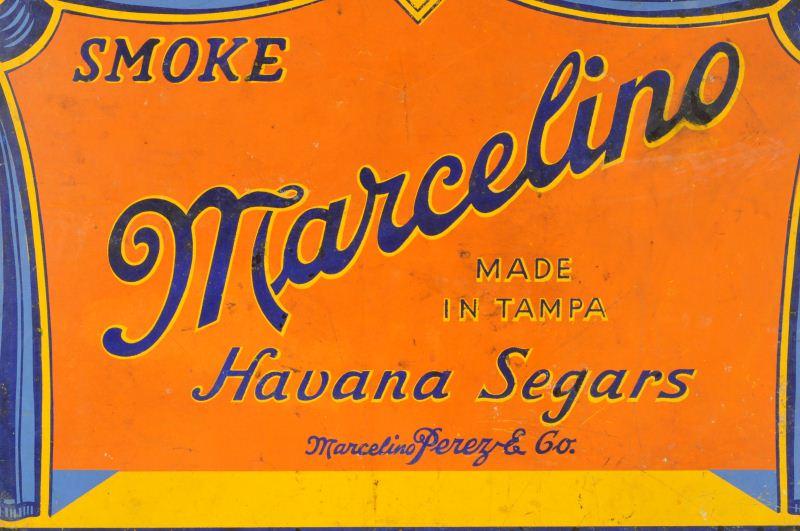 SMOKE
Marcelino
MADE
IN TAMPA
Havana Segars
Marcelino Perez & Co.